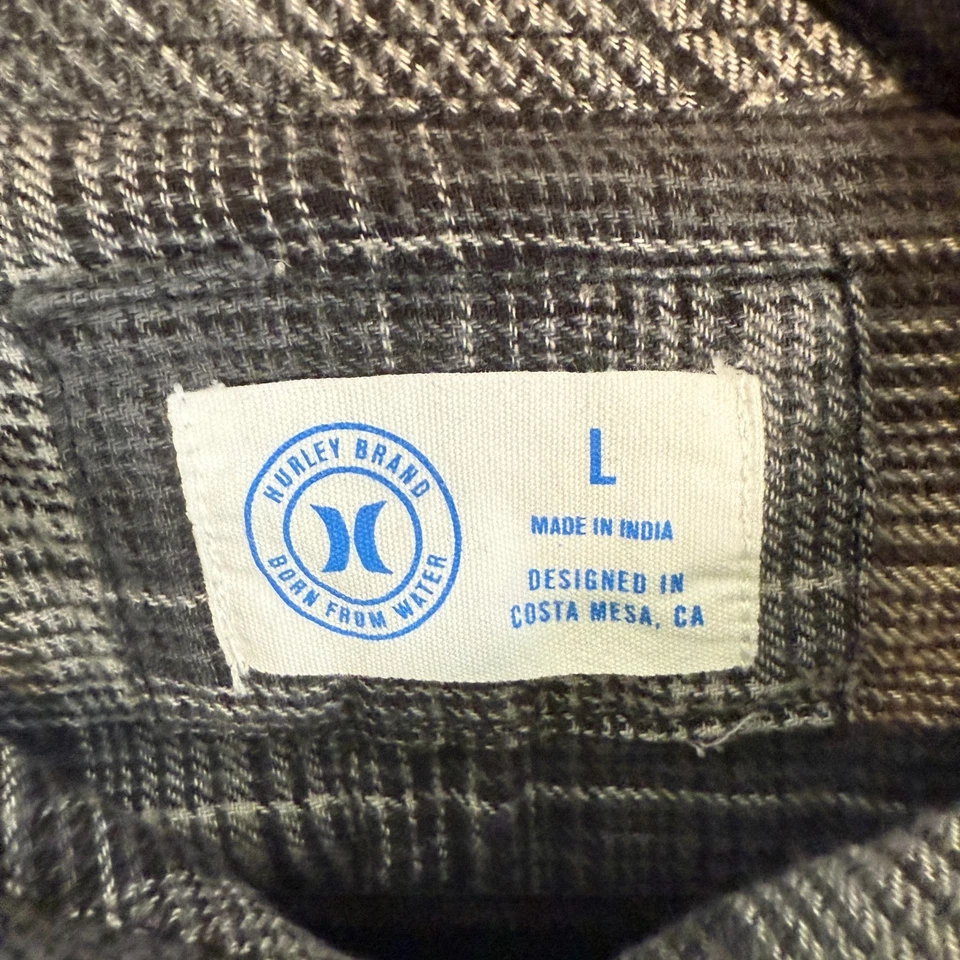 HURLEY BRAND
BORN FROM WATER
L
MADE IN INDIA
DESIGNED IN
COSTA MESA, CA